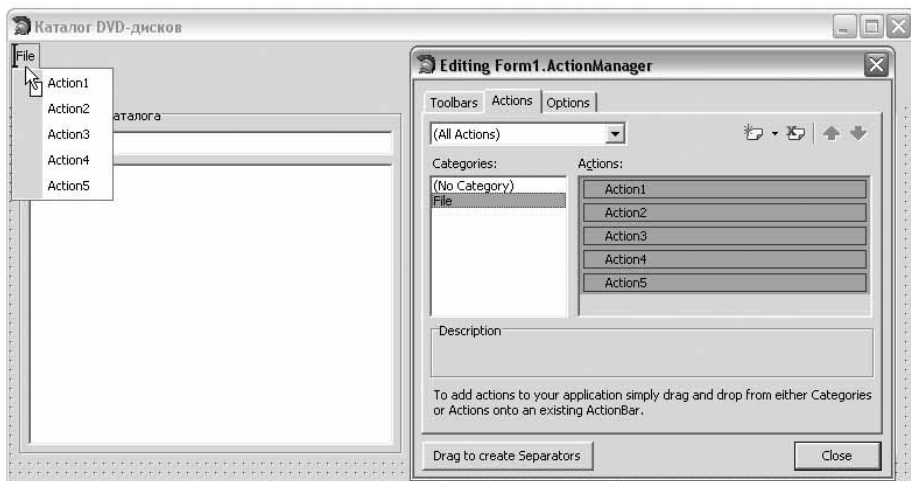 Каталог DVD-дисков
File
Action1
Action2
Action3
Action4
Action5
аталога
Editing Form1.ActionManager
Toolbars Actions Options
(All Actions)
Categories: Actions:
(No Category)
File
Action1
Action2
Action3
Action4
Action5
Description
To add actions to your application simply drag and drop from either Categories
or Actions onto an existing ActionBar.
Drag to create Separators Close